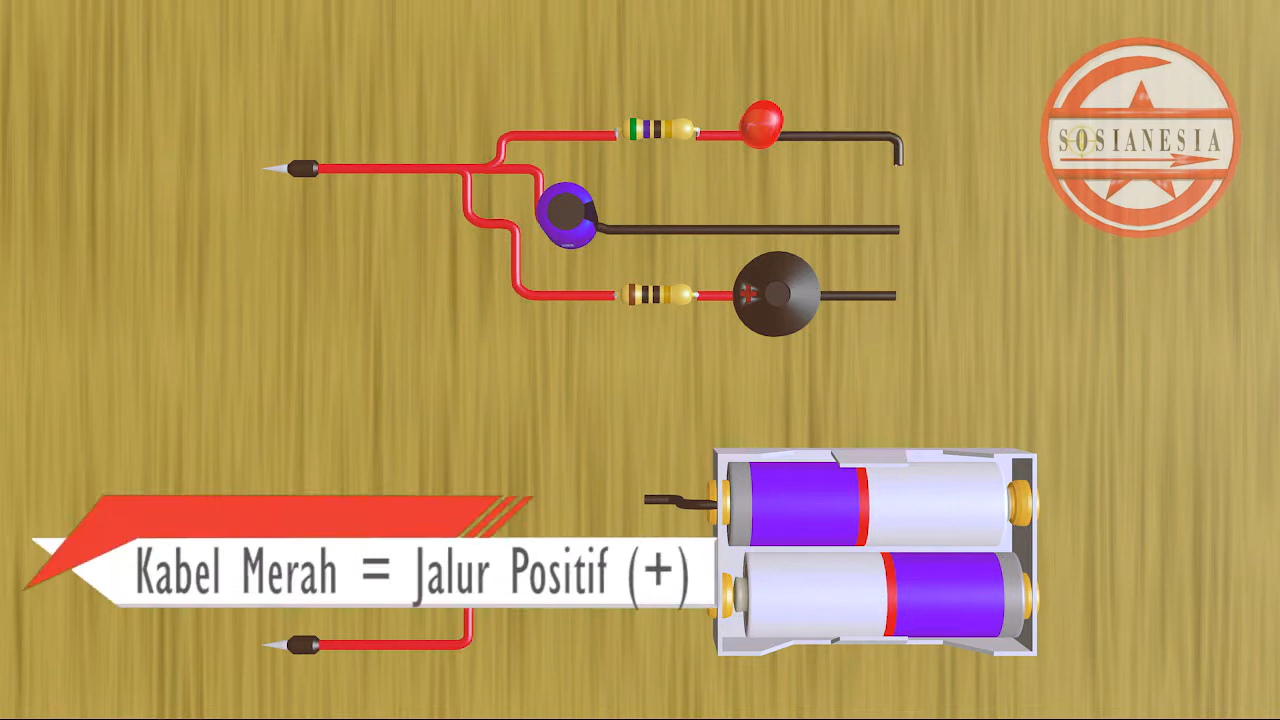 SOSIANESIA
Kabel Merah = Jalur Positif (+)